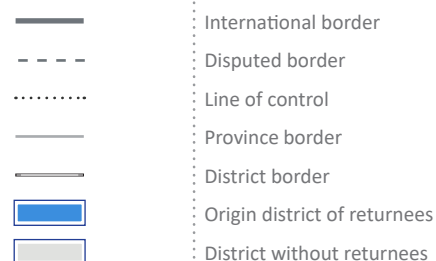 International border
Disputed border
Line of control
Province border
District border
Origin district of returnees
District without returnees